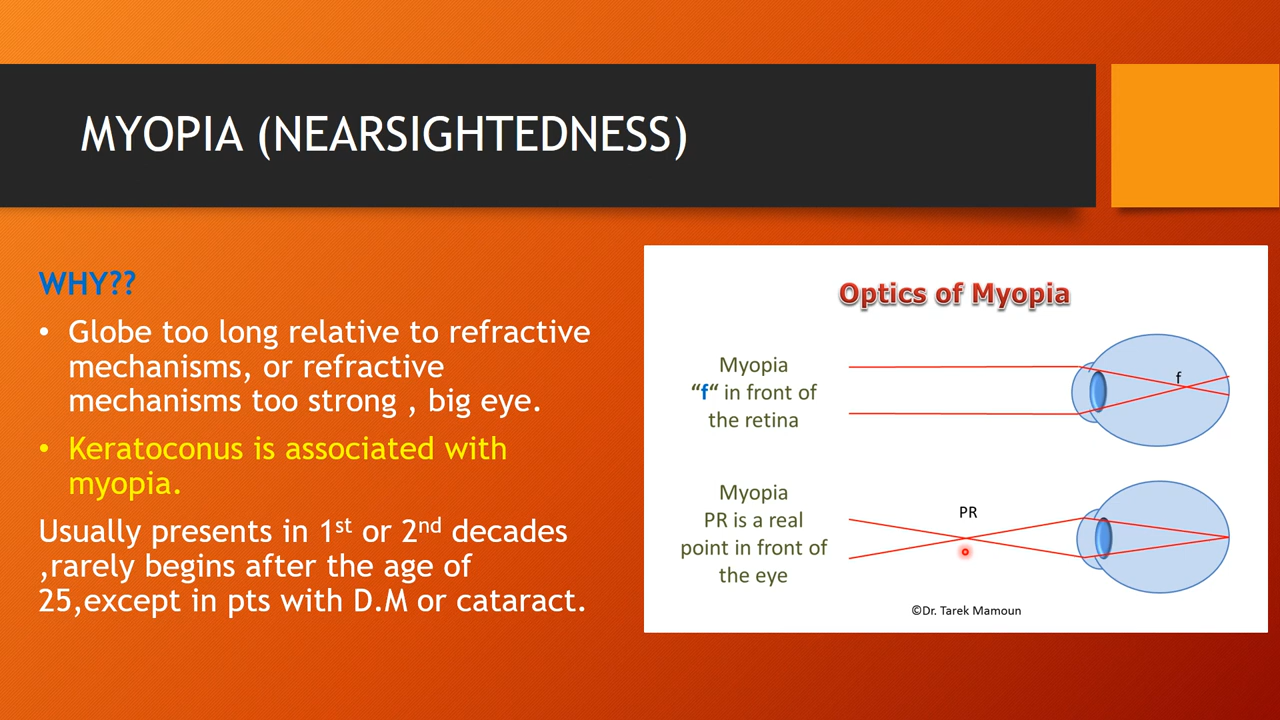 MYOPIA (NEARSIGHTEDNESS)
WHY??
• Globe too long relative to refractive
mechanisms, or refractive
mechanisms too strong , big eye.
• Keratoconus is associated with
myopia.
Usually presents in 1st or 2nd decades
,rarely begins after the age of
25,except in pts with D.M or cataract.
Optics of Myopia
Myopia
“f“ in front of
the retina
f
Myopia
PR is a real
point in front of
the eye
PR
©Dr. Tarek Mamoun